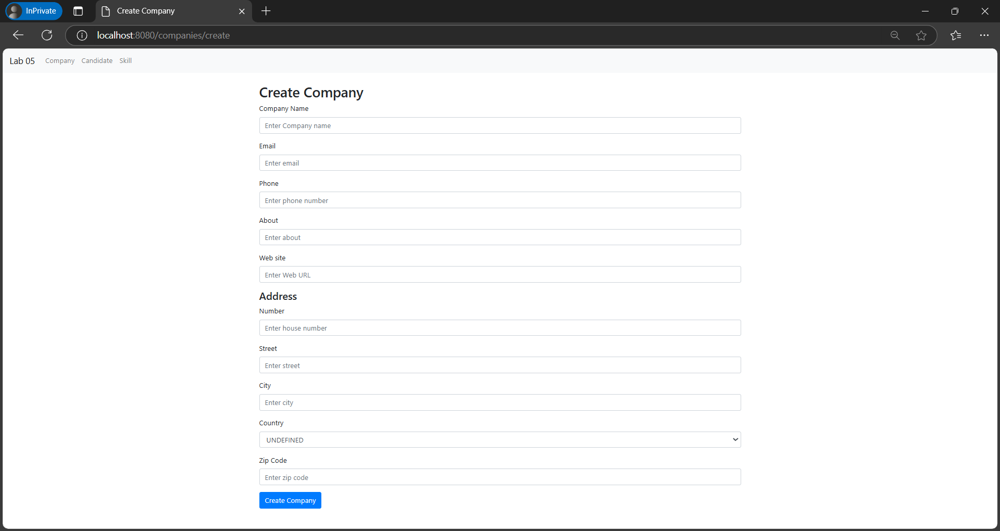 InPrivate
Create Company
localhost:8080/companies/create
Lab 05 Company Candidate Skill
Create Company
Company Name
Enter Company name
Email
Enter email
Phone
Enter phone number
About
Enter about
Web site
Enter Web URL
Address
Number
Enter house number
Street
Enter street
City
Enter city
Country
UNDEFINED
Zip Code
Enter zip code
Create Company